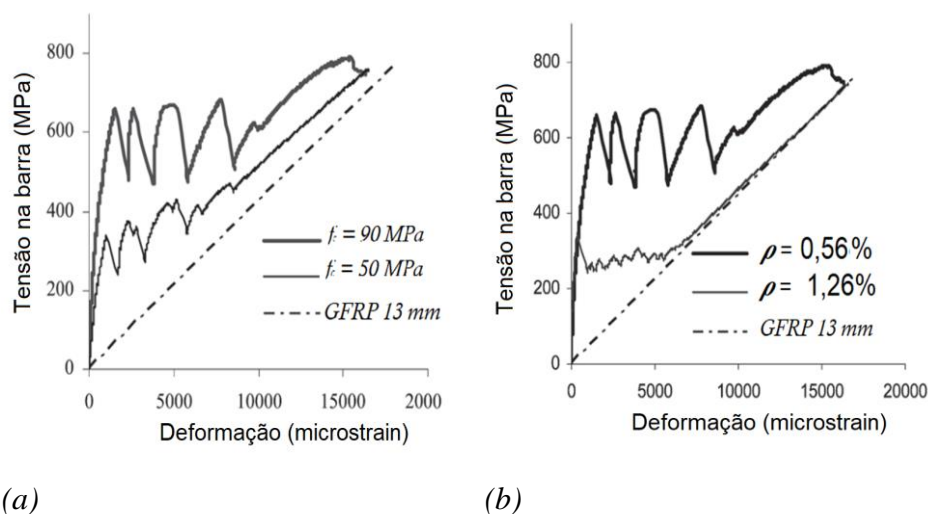 800
600
400
200
0
Tensão na barra (MPa)
f'c = 90 MPa
f'c = 50 MPa
GFRP 13 mm
0 5000 10000 15000 2000
Deformação (microstrain)
(a)
800
600
400
200
0
Tensão na barra (MPa)
ρ = 0,56%
ρ = 1,26%
GFRP 13 mm
0 5000 10000 15000 20000
Deformação (microstrain)
(b)